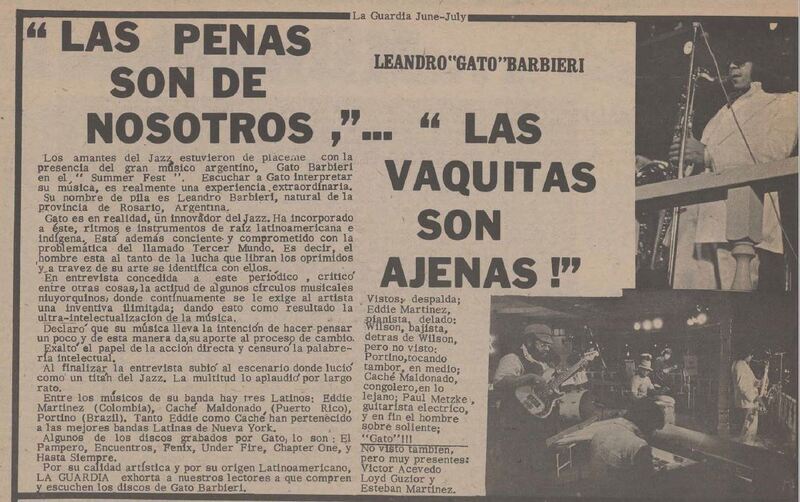 La Guardia June-July
“ LAS PENAS
SON DE
NOSOTROS ,”... “ LAS
VAQUITAS
SON
AJENAS !”
LEANDRO"GATO"BARBIERI
Los amantes del Jazz estuvieron de placeme con la
presencia del gran músico argentino, Gato Barbieri
en el " Summer Fest ". Escuchar a Gato interpretar
su música, es realmente una experiencia extraordinaria.
Su nombre de pila es Leandro Barbieri, natural de la
provincia de Rosario, Argentina.
Gato es en realidad, un innovador del Jazz. Ha incorporado
a éste, ritmos e instrumentos de raíz latinoamericana e
indígena. Está además conciente y comprometido con la
problemática del llamado Tercer Mundo. Es decir, el
hombre esta al tanto de la lucha que libran los oprimidos
y a travez de su arte se identifica con ellos.
En entrevista concedida a este periódico , criticó
entre otras cosas, la actitud de algunos círculos musicales
niuyorquinos, donde continuamente se le exige al artista
una inventiva ilimitada; dando esto como resultado la
ultra-intelectualización de la música.
Declaró que su música lleva la intención de hacer pensar
un poco y de esta manera da su aporte al proceso de cambio.
Exaltó el papel de la acción directa y censuró la palabre-
ría intelectual.
Al finalizar la entrevista subió al escenario donde lució
como un titán del Jazz. La multitud lo aplaudió por largo
rato.
Entre los músicos de su banda hay tres Latinos: Eddie
Martinez (Colombia), Caché Maldonado, (Puerto Rico),
Portino (Brazil). Tanto Eddie como Caché han pertenecido
a las mejores bandas Latinas de Nueva York.
Algunos de los discos grabados por Gato, lo son : El
Pampero, Encuentros, Fenix, Under Fire, Chapter One, y
Hasta Siempre.
Por su calidad artística y por su origen Latinoamericano,
LA GUARDIA exhorta a nuestros lectores a que compren
y escuchen los discos de Gato Barbieri.
Vistos, despalda;
Eddie Martinez,
pianista, delado:
Wilson, bajista,
detras de Wilson,
pero no visto:
Portino,tocando
tambor, en medio;
Caché Maldonado,
congolero,en lo
lejano; Paul Metzke ,
guitarista electrico,
y en fin el hombre
sobre soliente;
"Gato"!!!
No visto tambien,
pero muy presentes:
Victor Acevedo
Loyd Guzior y
Esteban Martinez.